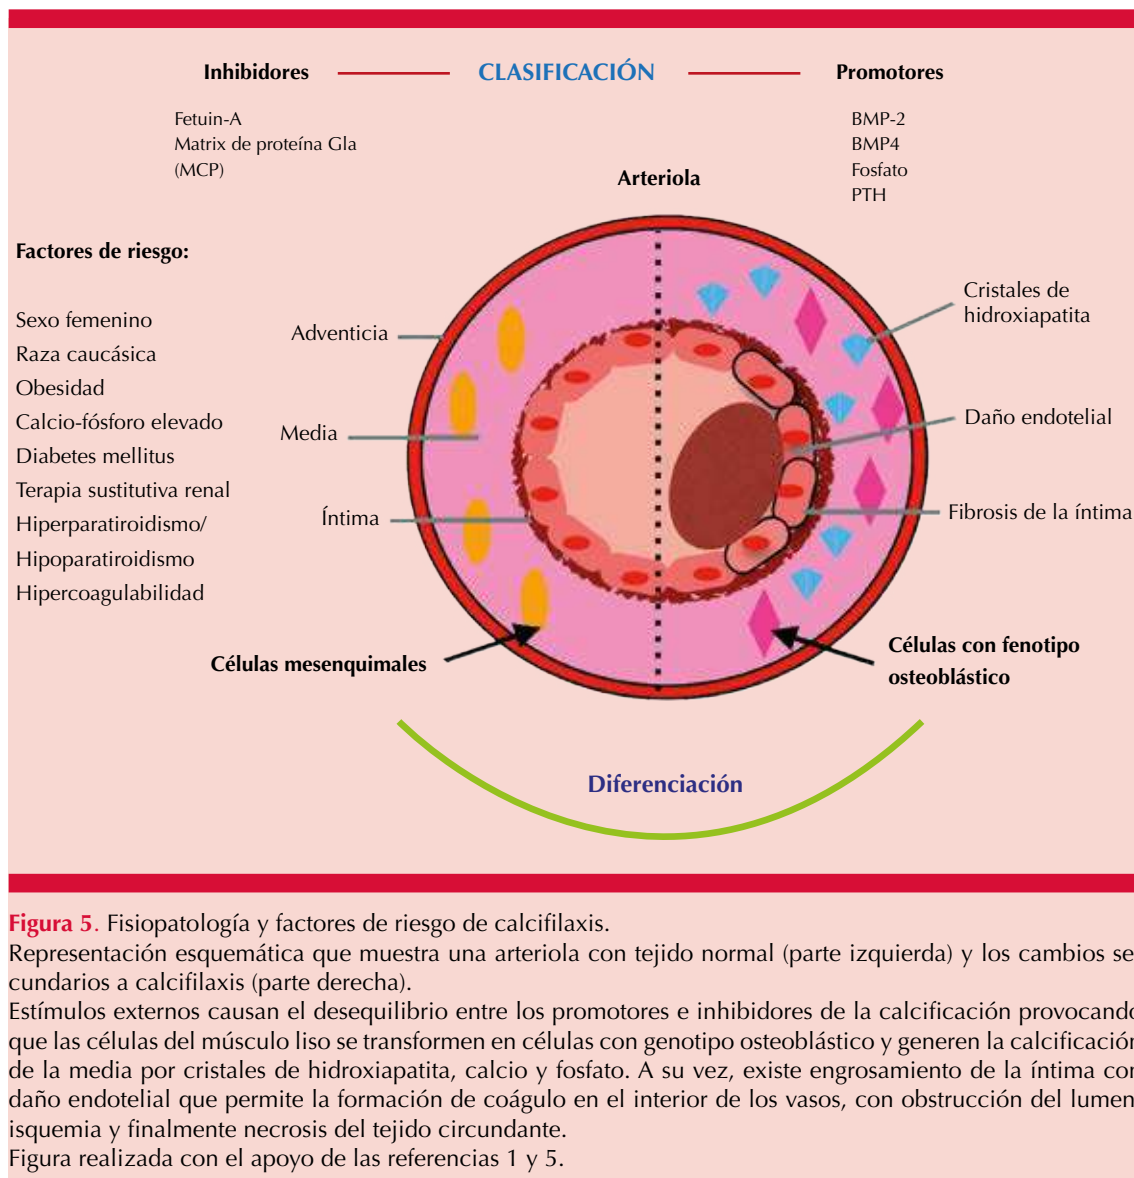 Inhibidores CLASIFICACIÓN Promotores
Fetuin-A
Matrix de proteína Gla
(MCP)
BMP-2
BMP4
Fosfato
PTH
Arteriola
Factores de riesgo:
Sexo femenino
Raza caucásica
Obesidad
Calcio-fósforo elevado
Diabetes mellitus
Terapia sustitutiva renal
Hiperparatiroidismo/
Hipoparatiroidismo
Hipercoagulabilidad
Adventicia
Media
Íntima
Células mesenquimales
Cristales de
hidroxiapatita
Daño endotelial
Fibrosis de la íntima
Células con fenotipo
osteoblástico
Diferenciación
Figura 5. Fisiopatología y factores de riesgo de calcifilaxis.
Representación esquemática que muestra una arteriola con tejido normal (parte izquierda) y los cambios se
cundarios a calcifilaxis (parte derecha).
Estímulos externos causan el desequilibrio entre los promotores e inhibidores de la calcificación provocando
que las células del músculo liso se transformen en células con genotipo osteoblástico y generen la calcificación
de la media por cristales de hidroxiapatita, calcio y fosfato. A su vez, existe engrosamiento de la íntima con
daño endotelial que permite la formación de coágulo en el interior de los vasos, con obstrucción del lumen
isquemia y finalmente necrosis del tejido circundante.
Figura realizada con el apoyo de las referencias 1 y 5.